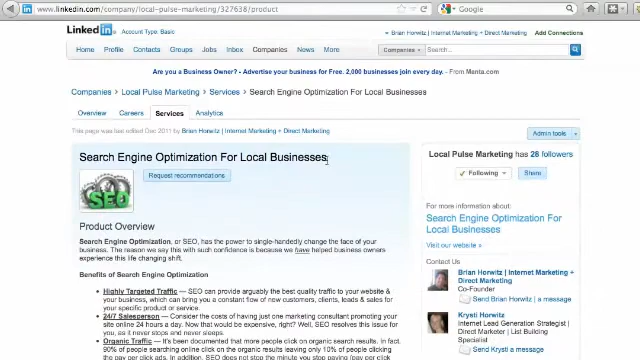 www.linkedin.com/company/local-pulse-marketing/327638/product
Google
Linked in Account Type: Basic
Brian Horwitz | Internet Marketing + Direct Marketing Add Connections
Home Profile Contacts Groups Jobs Inbox Companies News More
Companies Search...
Are you a Business Owner? - Advertise your business for Free. 2,000 businesses join every day. - From Manta.com
Companies › Local Pulse Marketing › Services › Search Engine Optimization For Local Businesses
Overview Careers Services Analytics
This page was edited Dec 2011 by Brian Horwitz | Internet Marketing + Direct Marketing
Admin tools
Search Engine Optimization For Local Businesses
Request recommendations
SEO
Product Overview
Search Engine Optimization, or SEO, has the power to single-handedly change the face of your
business. The reason we say this with such confidence is because we have helped business owners
experience this life changing shift.
Benefits of Search Engine Optimization
• Highly Targeted Traffic — SEO can provide arguably the best quality traffic to your website &
your business, which can bring you a constant flow of new customers, clients, leads & sales for
your specific product or service.
• 24/7 Salesperson — Consider the costs of having just one marketing consultant promoting your
site online 24 hours a day. Now that would be expensive, right? Well, SEO resolves this issue for
you, as it never stops and never sleeps.
• Organic Traffic — It's been documented that more people click on organic search results. In fact,
90% of people searching online click on the organic results leaving only 10% of people clicking
the pay per click ads. In addition, SEO does not stop the minute you stop paying (pay per click
Local Pulse Marketing has 28 followers
Following Share
For more information about:
Search Engine Optimization For
Local Businesses
Visit our website »
Contact Us
Brian Horwitz | Internet Marketing +
Direct Marketing
Co-Founder
Send Brian Horwitz | a message
Krysti Horwitz
Internet Lead Generation Strategist |
Direct Marketer | List Building
Specialist
Send Krysti a message